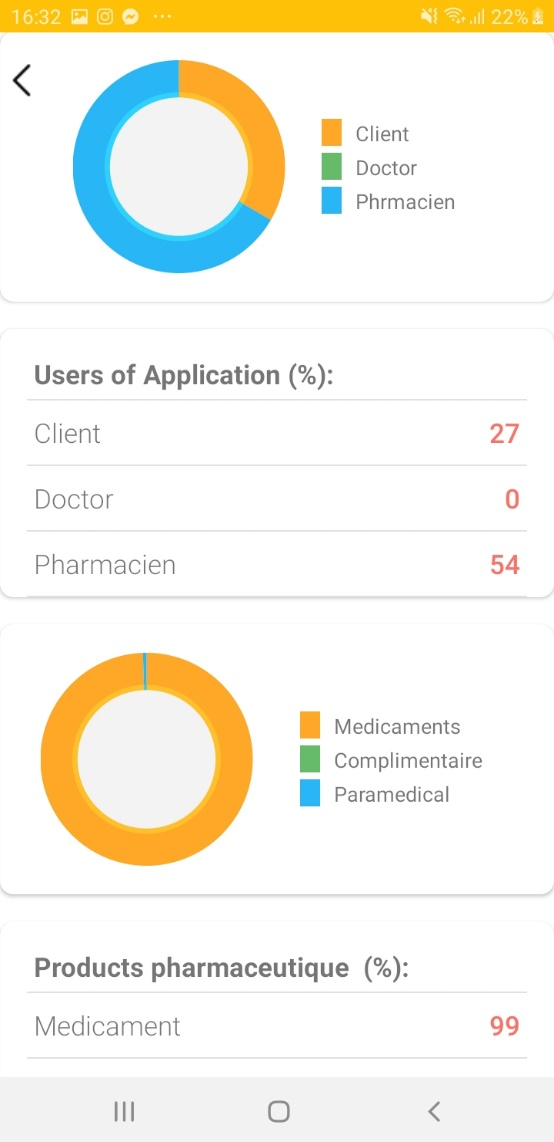 16:32 22%
Client
Doctor
Phrmacien
Users of Application (%):
Client 27
Doctor 0
Pharmacien 54
Medicaments
Complimentaire
Paramedical
Products pharmaceutique (%):
Medicament 99